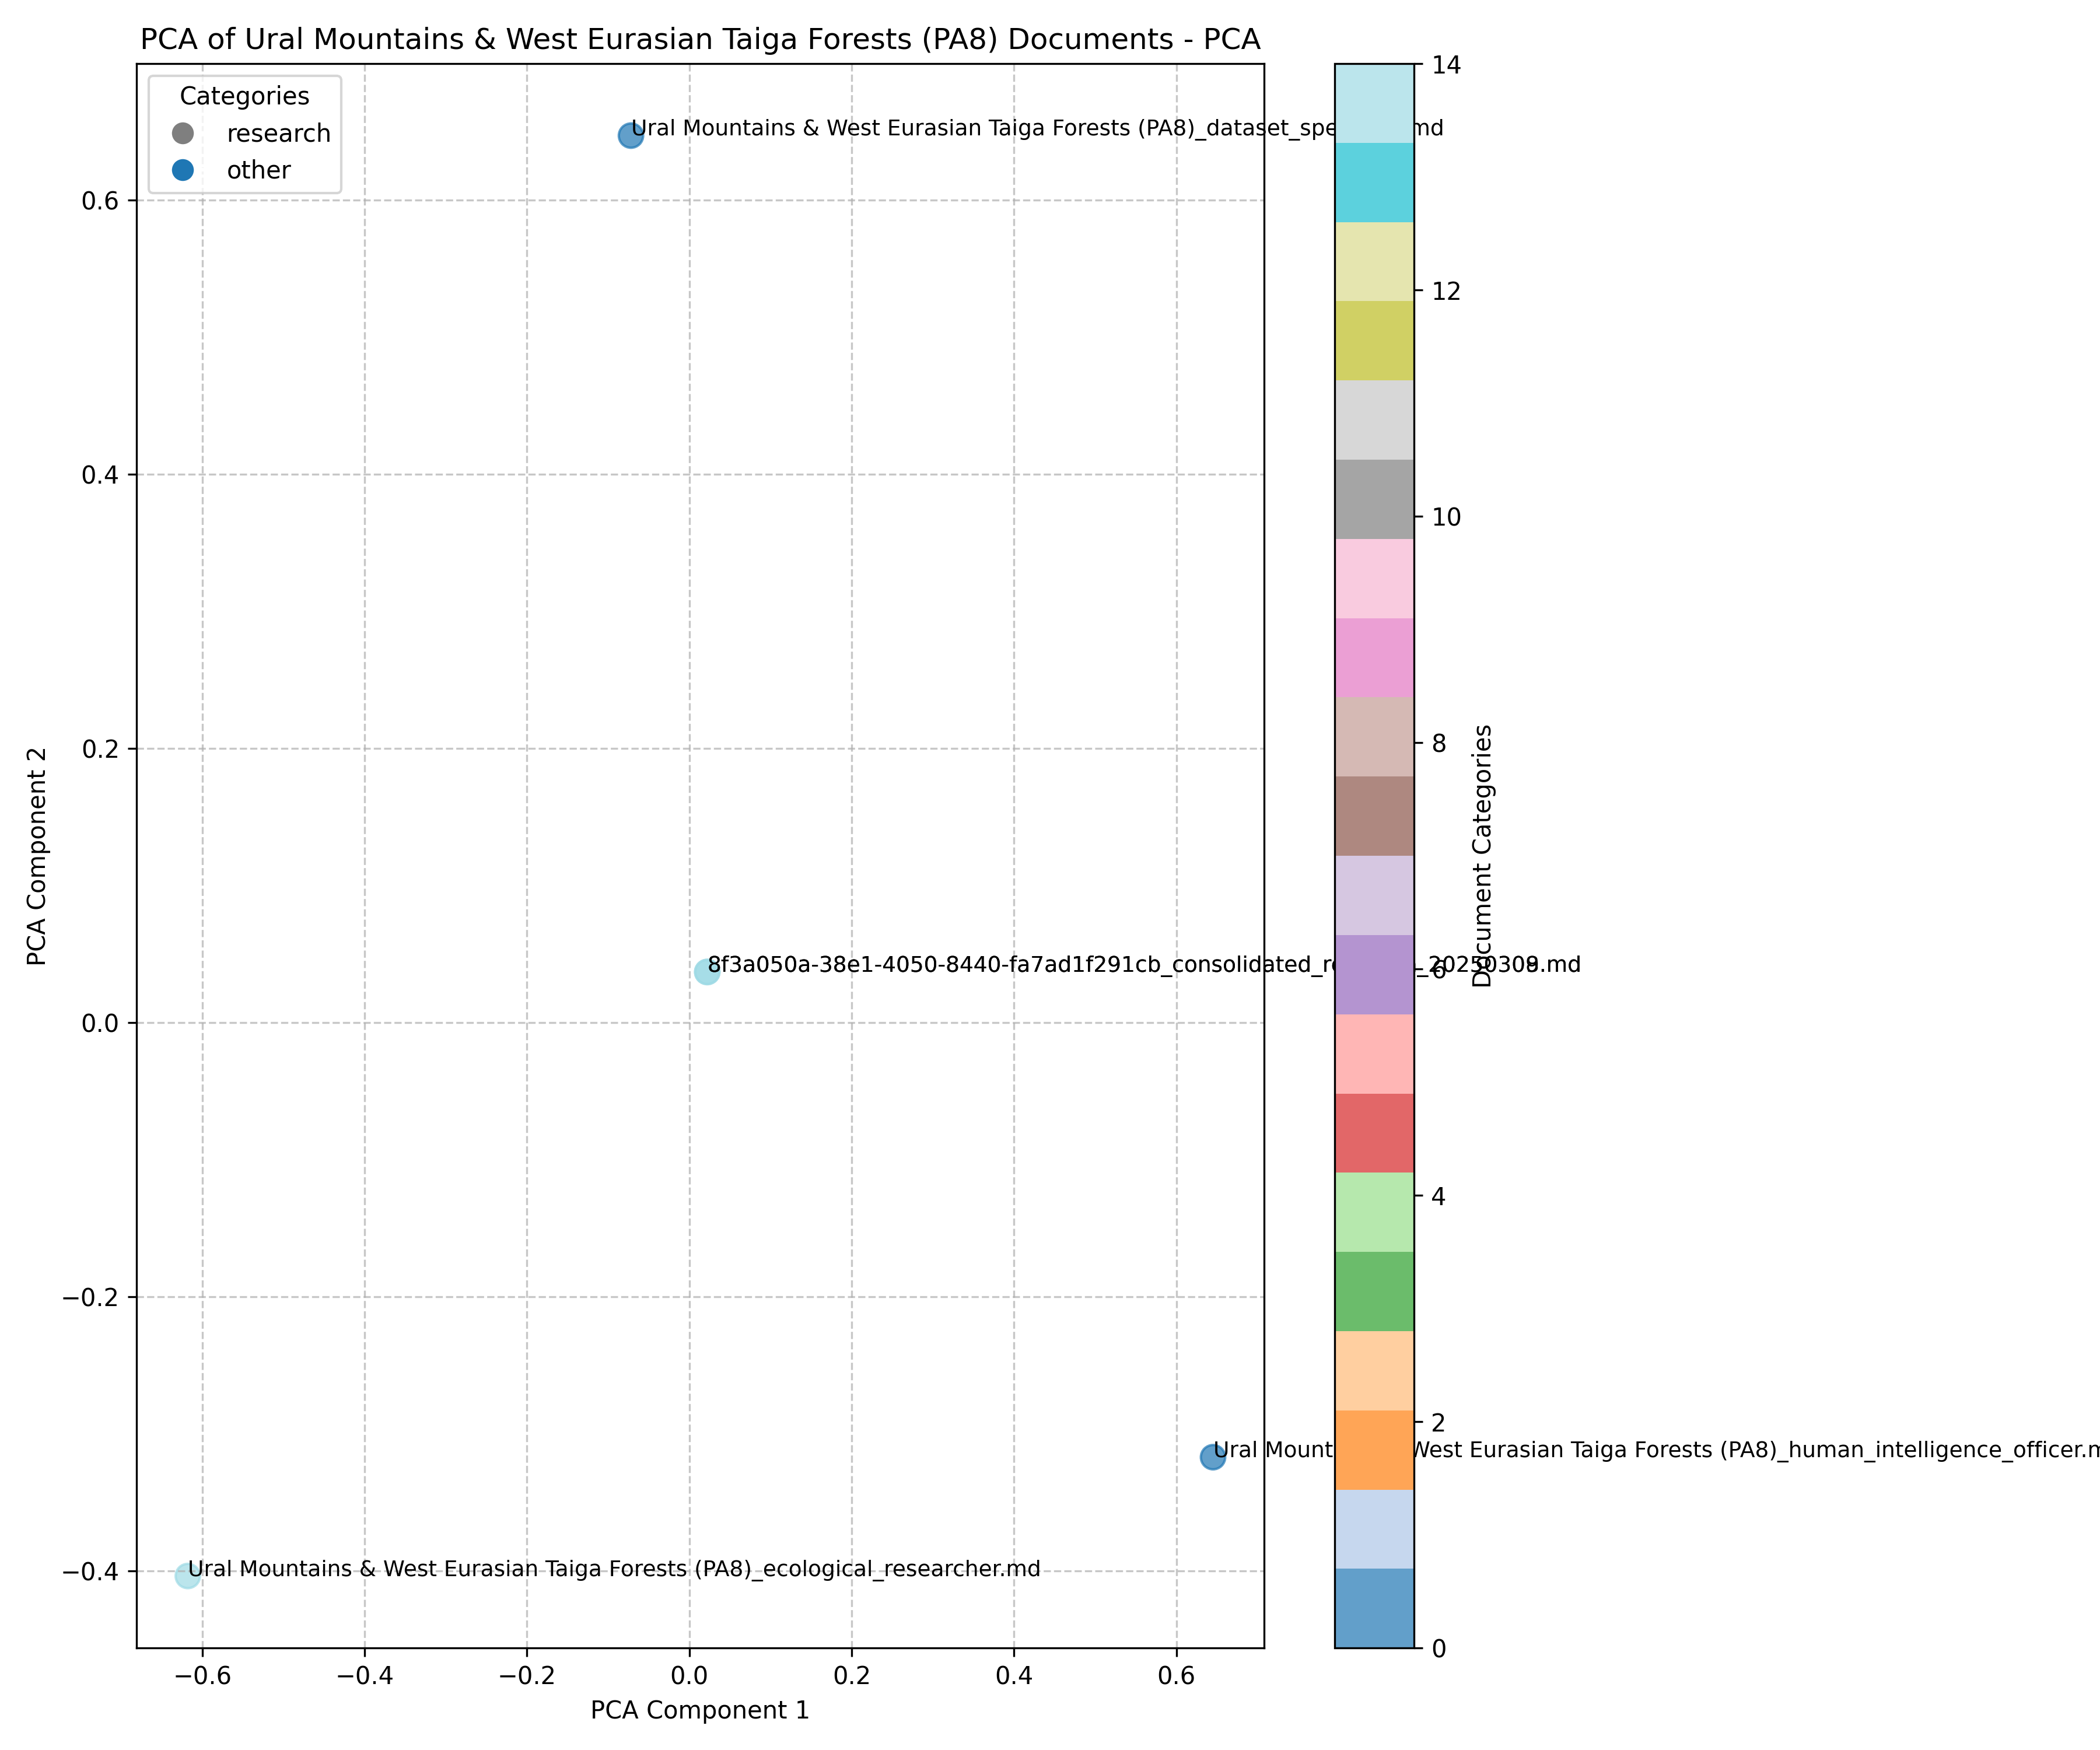 PCA of Ural Mountains & West Eurasian Taiga Forests (PA8) Documents - PCA
Categories
research
other
Ural Mountains & West Eurasian Taiga Forests (PA8)_dataset_spe md
8f3a050a-38e1-4050-8440-fa7ad1f291cb_consolidated_re
Ural Mount West Eurasian Taiga Forests (PA8)_human_intelligence_officer.m
Ural Mountains & West Eurasian Taiga Forests (PA8)_ecological_researcher.md
0.6
0.4
0.2
0.0
−0.2
−0.4
PCA Component 2
−0.6
−0.4
−0.2
0.0
0.2
0.4
0.6
PCA Component 1
14
12
10
8
6
4
2
0
Document Categories